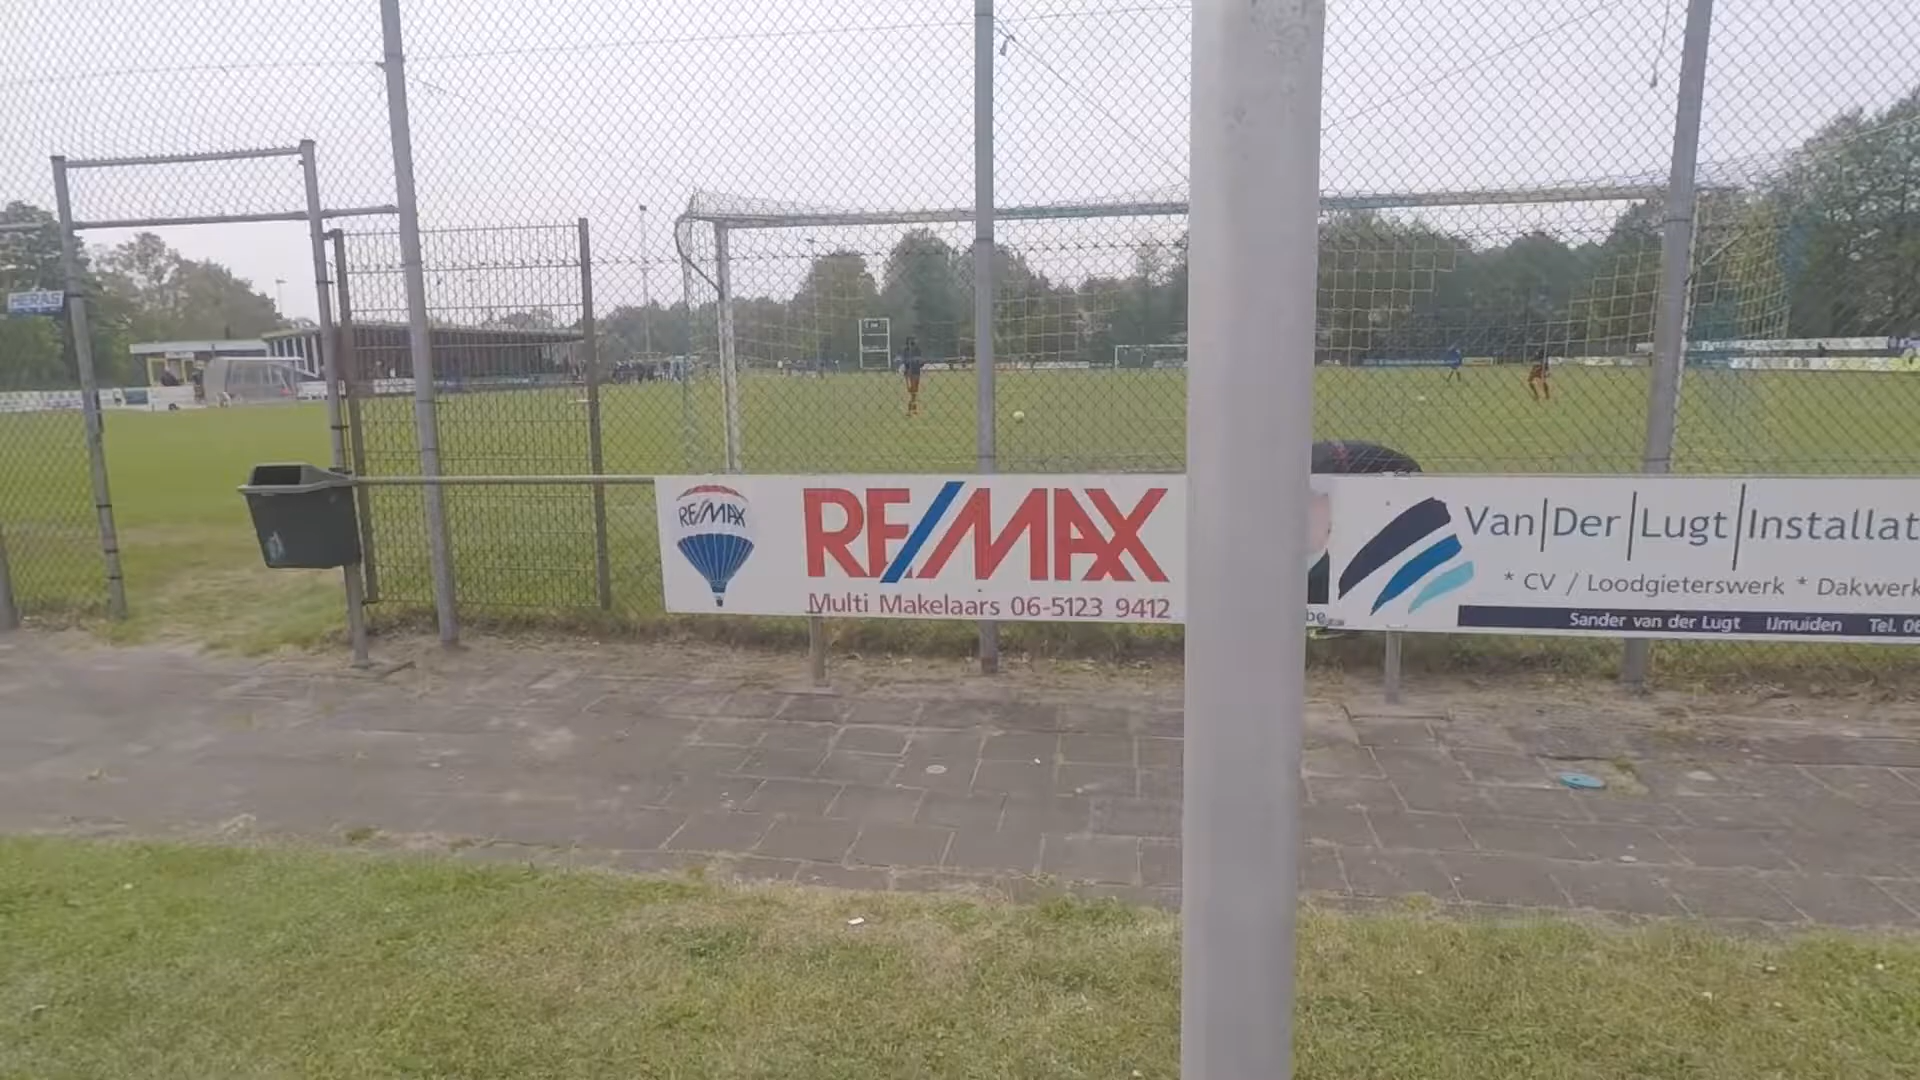 HERAS
RE/MAX
RE/MAX
Multi Makelaars 06-5123 9412
be
Van|Der|Lugt|Installat
* CV / Loodgieterswerk * Dakwerk
Sander van der Lugt IJmuiden Tel. 06